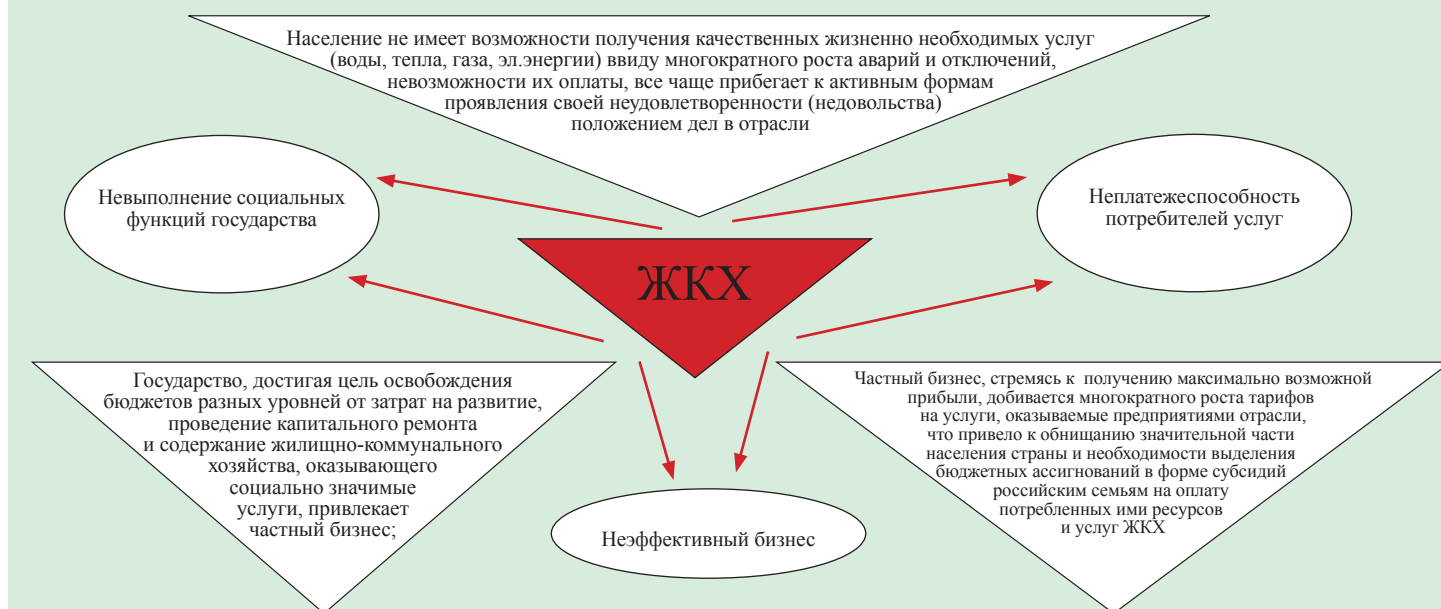 Население не имеет возможности получения качественных жизненно необходимых услуг
(воды, тепла, газа, эл.энергии) ввиду многократного роста аварий и отключений,
невозможности их оплаты, все чаще прибегает к активным формам
проявления своей неудовлетворенности (недовольства)
положением дел в отрасли
Невыполнение социальных
функций государства
Неплатежеспособность
потребителей услуг
ЖКХ
Государство, достигая цель освобождения
бюджетов разных уровней от затрат на развитие,
проведение капитального ремонта
и содержание жилищно-коммунального
хозяйства, оказывающего
социально значимые
услуги, привлекает
частный бизнес;
Частный бизнес, стремясь к получению максимально возможной
прибыли, добивается многократного роста тарифов
на услуги, оказываемые предприятиями отрасли,
что привело к обнищанию значительной части
населения страны и необходимости выделения
бюджетных ассигнований в форме субсидий
российским семьям на оплату
потребленных ими ресурсов
и услуг ЖКХ
Неэффективный бизнес